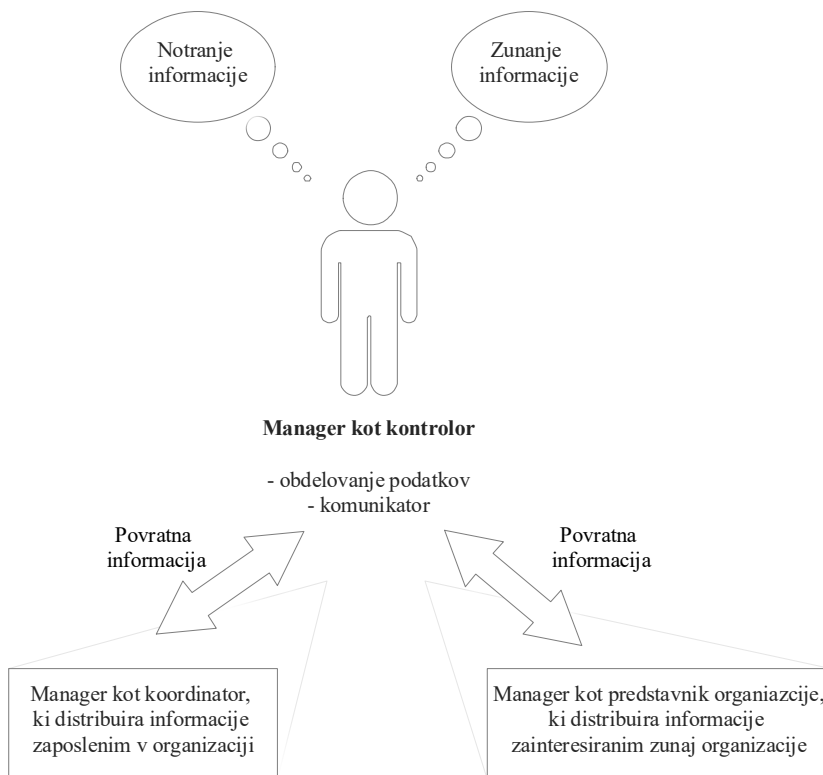 Notranje
informacije
Zunanje
informacije
Manager kot kontrolor
- obdelovanje podatkov
- komunikator
Povratna
informacija
Povratna
informacija
Manager kot koordinator,
ki distribuira informacije
zaposlenim v organizaciji
Manager kot predstavnik organiazcije,
ki distribuira informacije
zainteresiranim zunaj organizacije